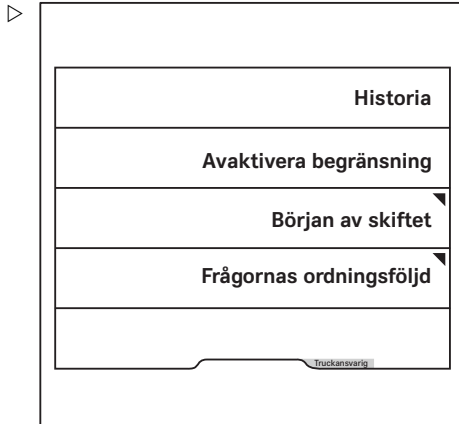 Historia
Avaktivera begränsning
Början av skiftet
Frågornas ordningsföljd
Truckansvarig